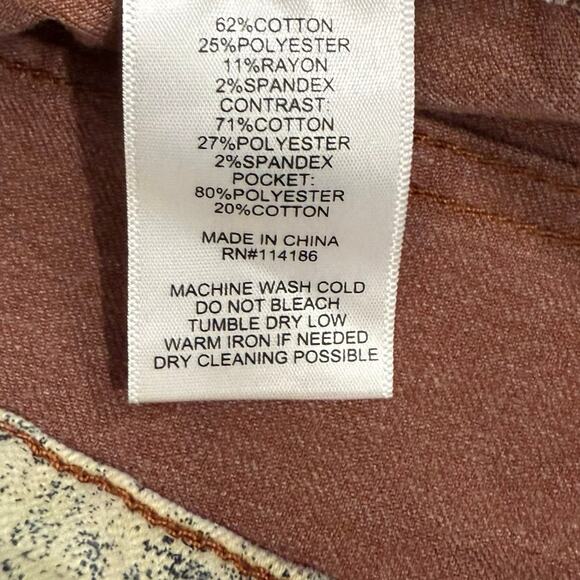 62%COTTON
25%POLYESTER
11%RAYON
2%SPANDEX
CONTRAST:
71%COTTON
27%POLYESTER
2%SPANDEX
POCKET:
80%POLYESTER
20%COTTON
MADE IN CHINA
RN#114186
MACHINE WASH COLD
DO NOT BLEACH
TUMBLE DRY LOW
WARM IRON IF NEEDED
DRY CLEANING POSSIBLE